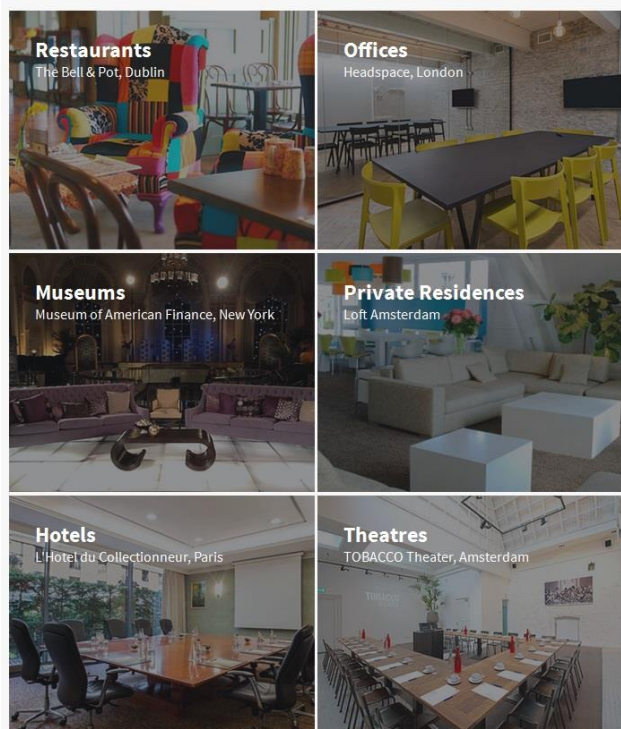 Restaurants
The Bell & Pot, Dublin
Offices
Headspace, London
Museums
Museum of American Finance, New York
Private Residences
Loft Amsterdam
Hotels
L'Hotel du Collectionneur, Paris
Theatres
TOBACCO Theater, Amsterdam
TOBACCO